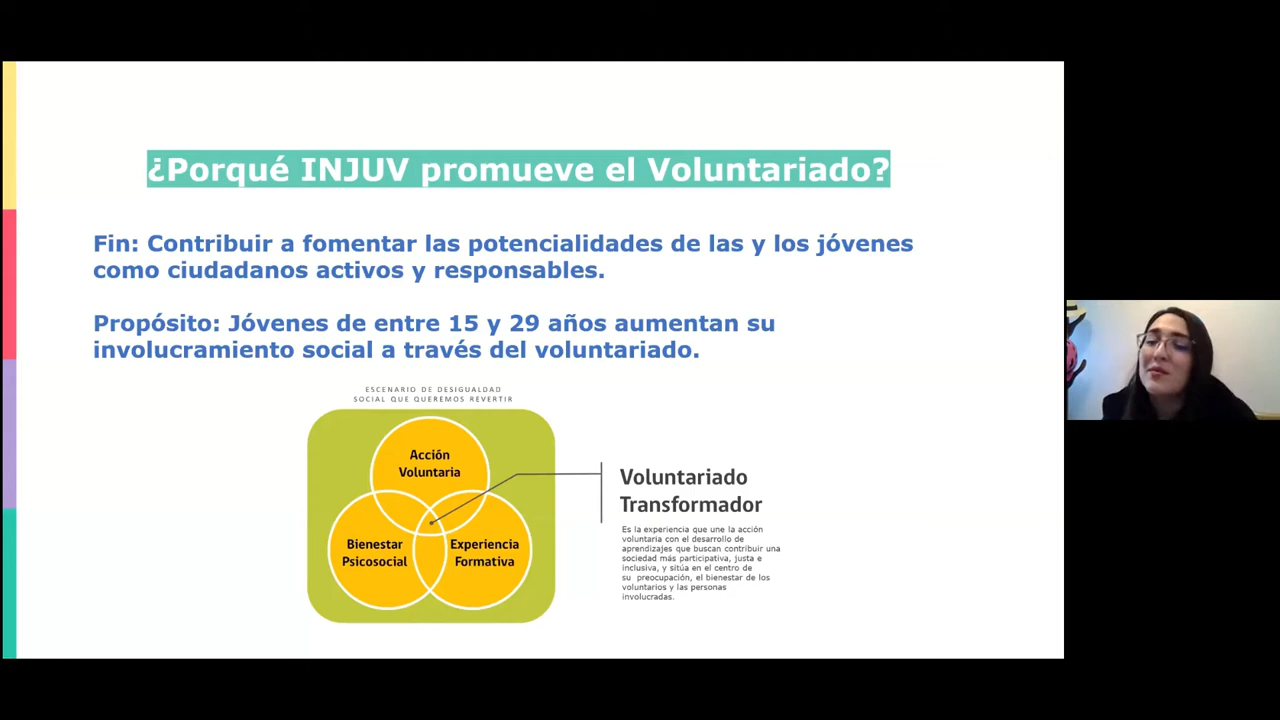 ¿Porqué INJUV promueve el Voluntariado?
Fin: Contribuir a fomentar las potencialidades de las y los jóvenes
como ciudadanos activos y responsables.
Propósito: Jóvenes de entre 15 y 29 años aumentan su
involucramiento social a través del voluntariado.
ESCENARIO DE DESIGUALDAD
SOCIAL QUE QUEREMOS REVERTIR
Acción
Voluntaria
Bienestar
Psicosocial
Experiencia
Formativa
Voluntariado
Transformador
Es la experiencia que une la acción
voluntaria con el desarrollo de
aprendizajes que buscan contribuir una
sociedad más participativa, justa e
inclusiva, y sitúa en el centro de
su preocupación, el bienestar de los
voluntarios y las personas
involucradas.